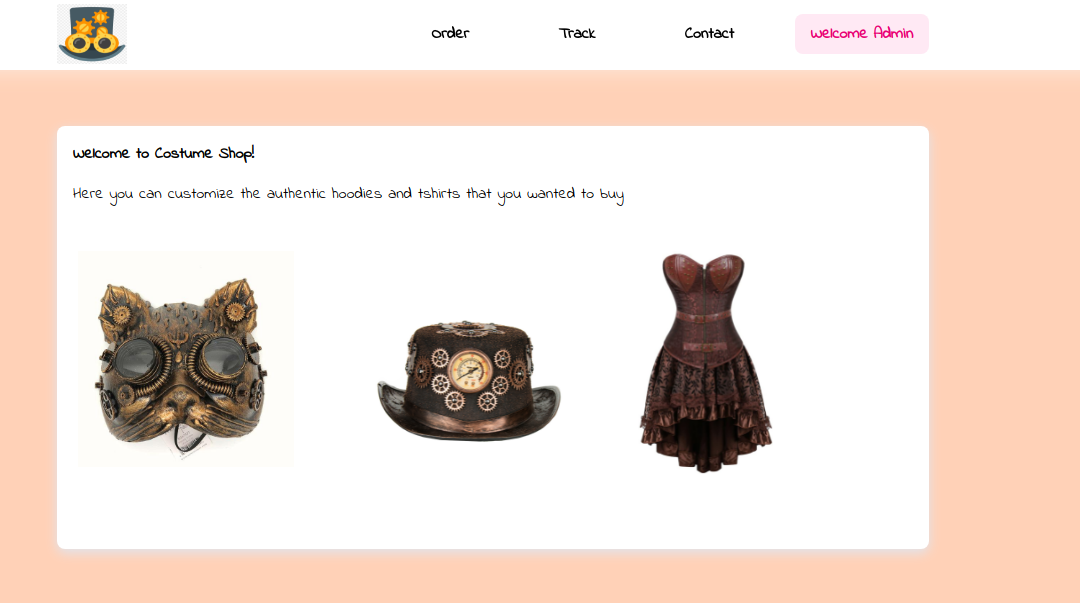 Order
Track
Contact
Welcome Admin
Welcome to Costume Shop!
Here you can customize the authentic hoodies and tshirts that you wanted to buy